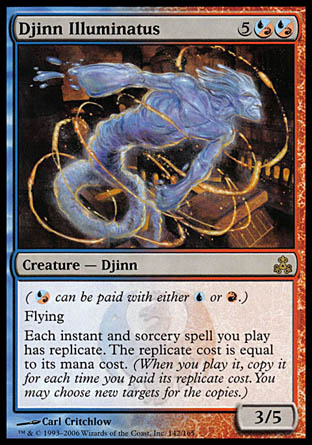 Djinn Illuminatus 5
Creature — Djinn
( can be paid with either or .)
Flying
Each instant and sorcery spell you play
has replicate. The replicate cost is equal
to its mana cost. (When you play it, copy it
for each time you paid its replicate cost. You
may choose new targets for the copies.)
Carl Critchlow
™ & © 1993–2006 Wizards of the Coast, Inc. 142/165
3/5